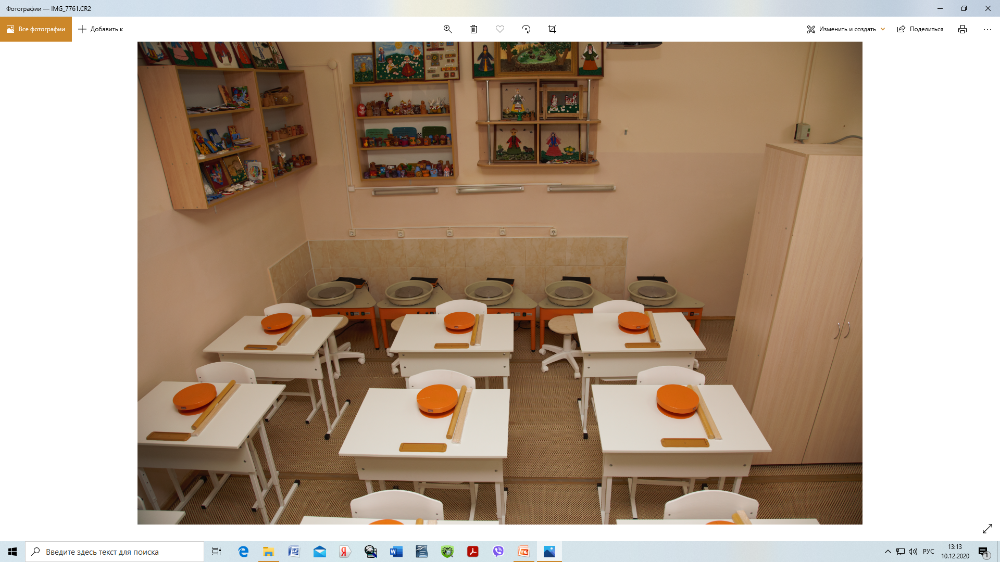 Фотографии — IMG_7761.CR2
Все фотографии
Добавить к
Изменить и создать
Поделиться
Введите здесь текст для поиска
РУС
13:13
10.12.2020
1